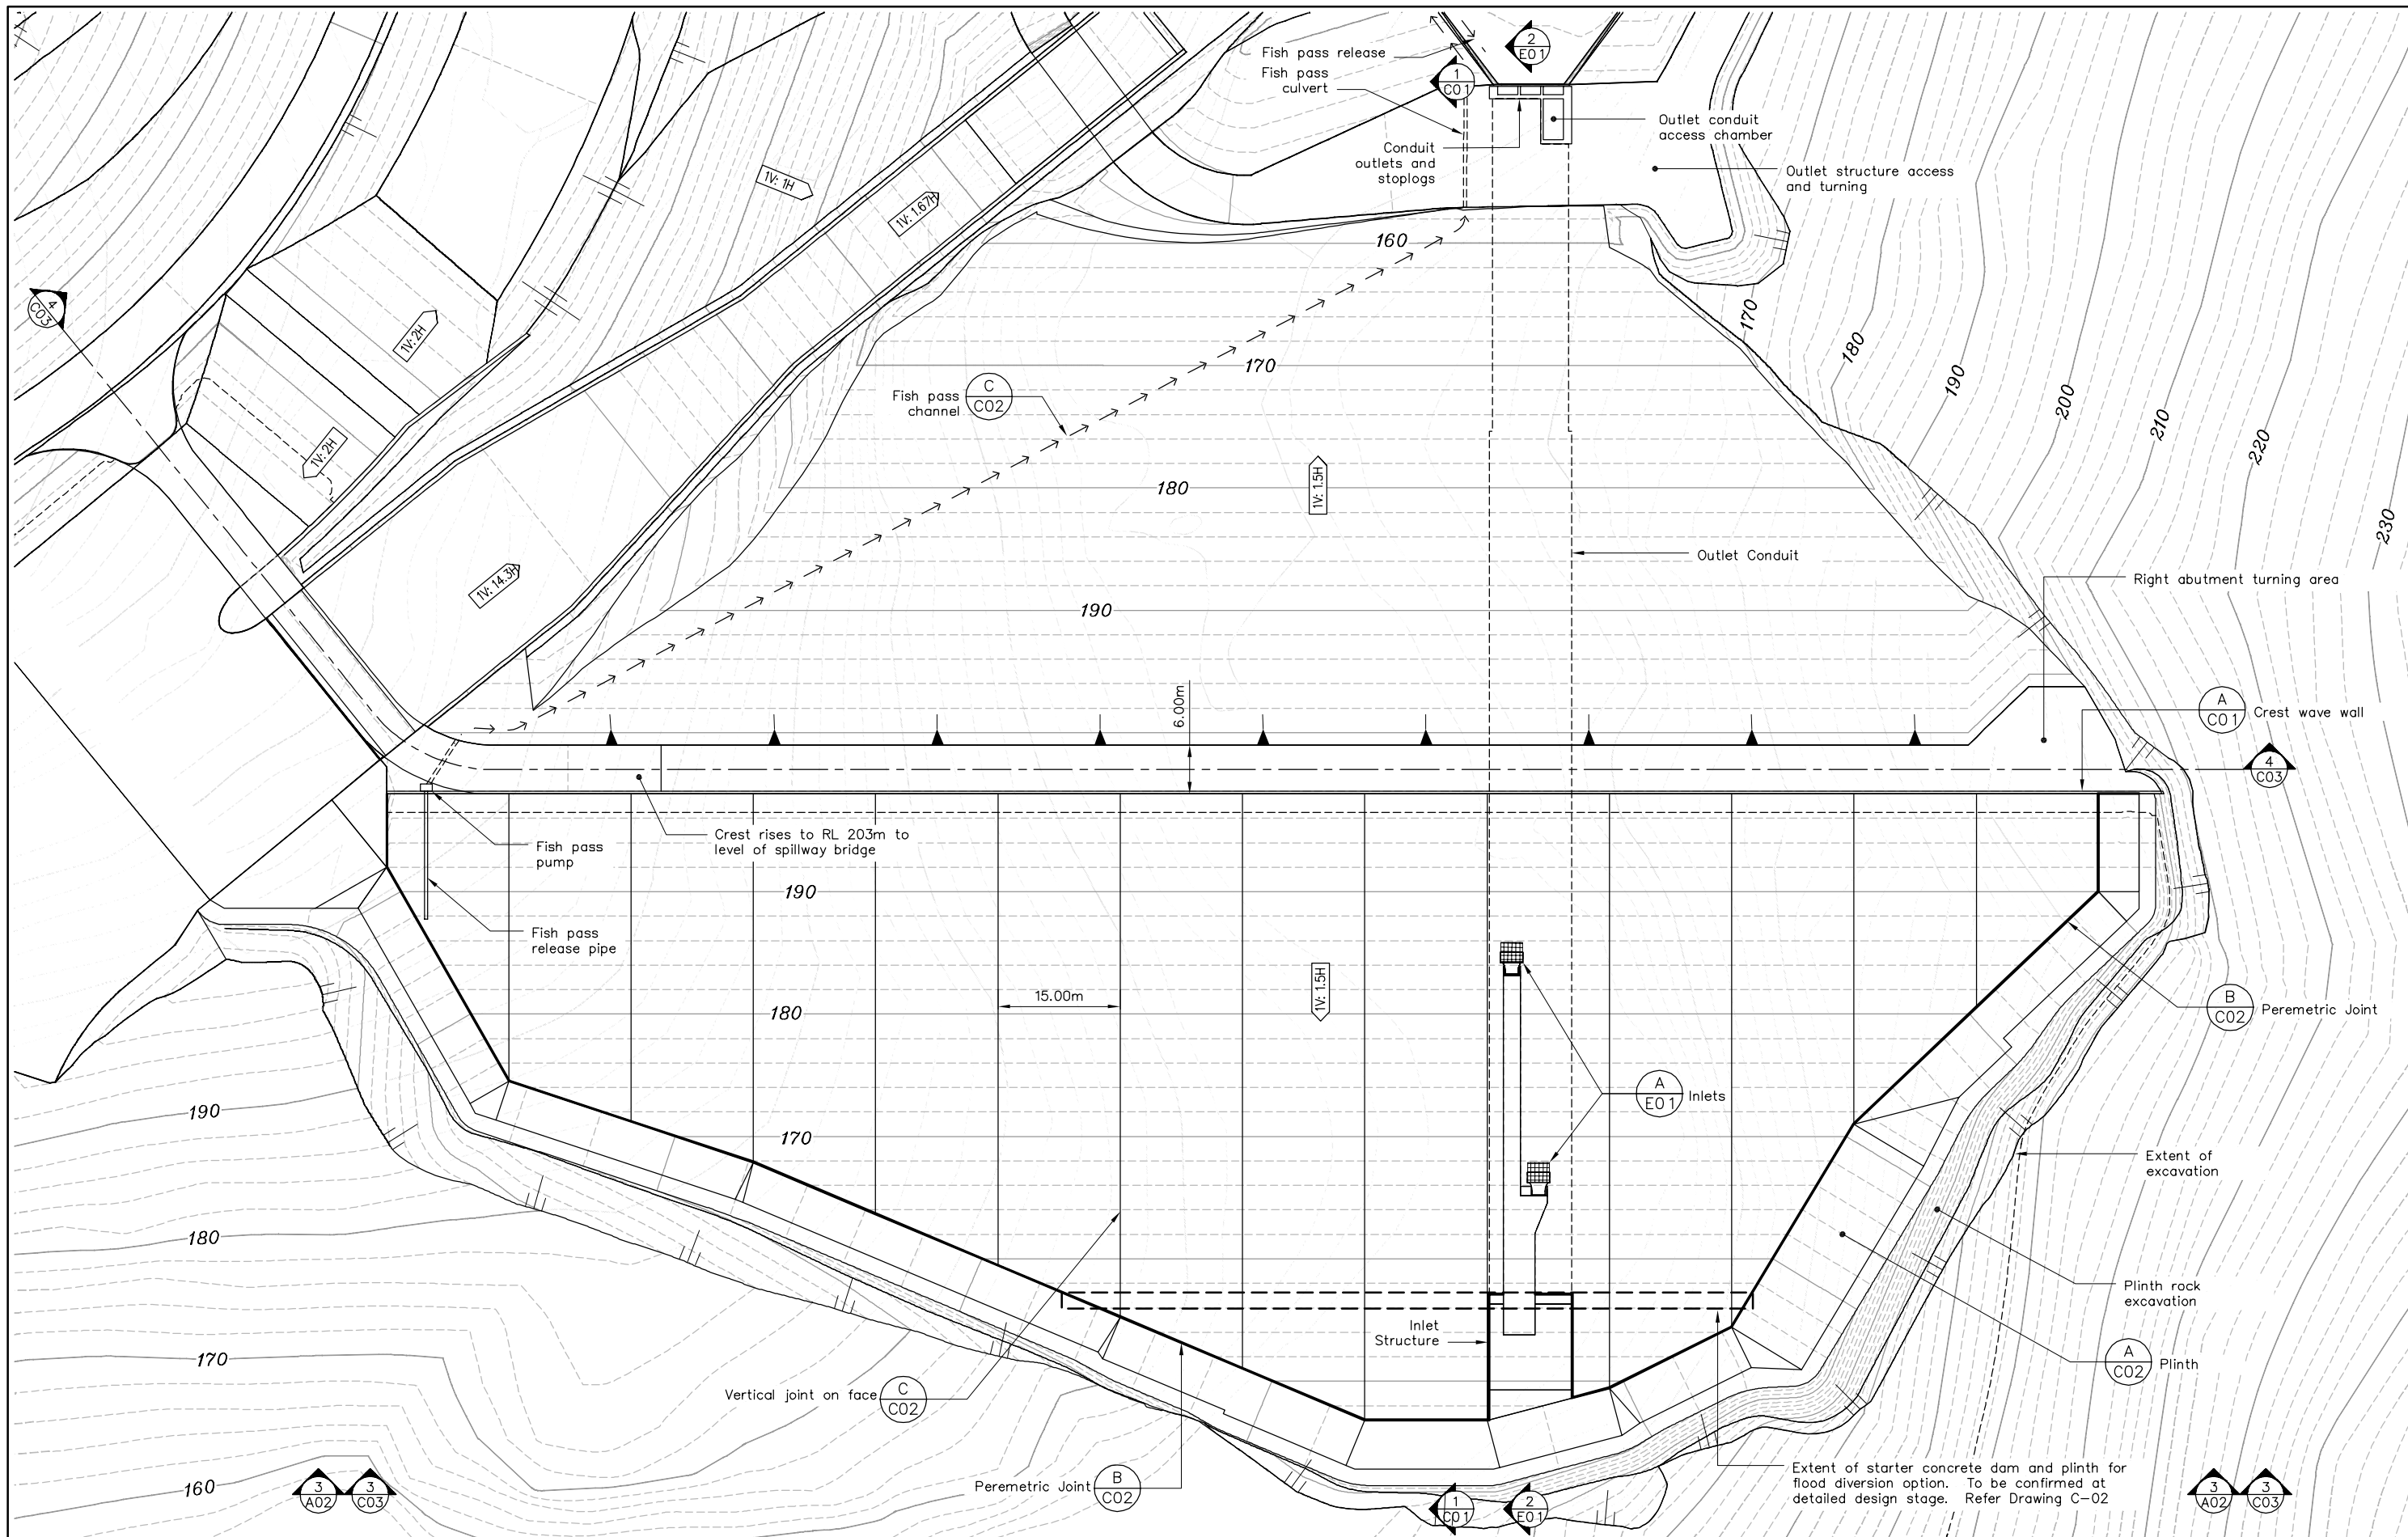 Fish pass release
2
E01
Fish pass
culvert
1
C01
Outlet conduit
access chamber
Conduit
outlets and
stoplogs
Outlet structure access
and turning
1V: 1H
1V: 1.67H
160
4
C03
1V: 2H
170
180
190
200
210
220
230
170
Fish pass
channel
C
C02
1V: 2H
180
1V: 1.5H
Outlet Conduit
1V: 14.3H
190
Right abutment turning area
6.00m
A
C01
Crest wave wall
4
C03
Crest rises to RL 203m to
level of spillway bridge
Fish pass
pump
190
Fish pass
release pipe
15.00m
1V: 1.5H
180
B
C02
Peremetric Joint
A
E01
Inlets
190
170
Extent of
excavation
180
Plinth rock
excavation
Inlet
Structure
170
A
C02
Plinth
Vertical joint on face
C
C02
Peremetric Joint
B
C02
160
3
A02
3
C03
1
C01
2
E01
Extent of starter concrete dam and plinth for
flood diversion option. To be confirmed at
detailed design stage. Refer Drawing C-02
3
A02
3
C03